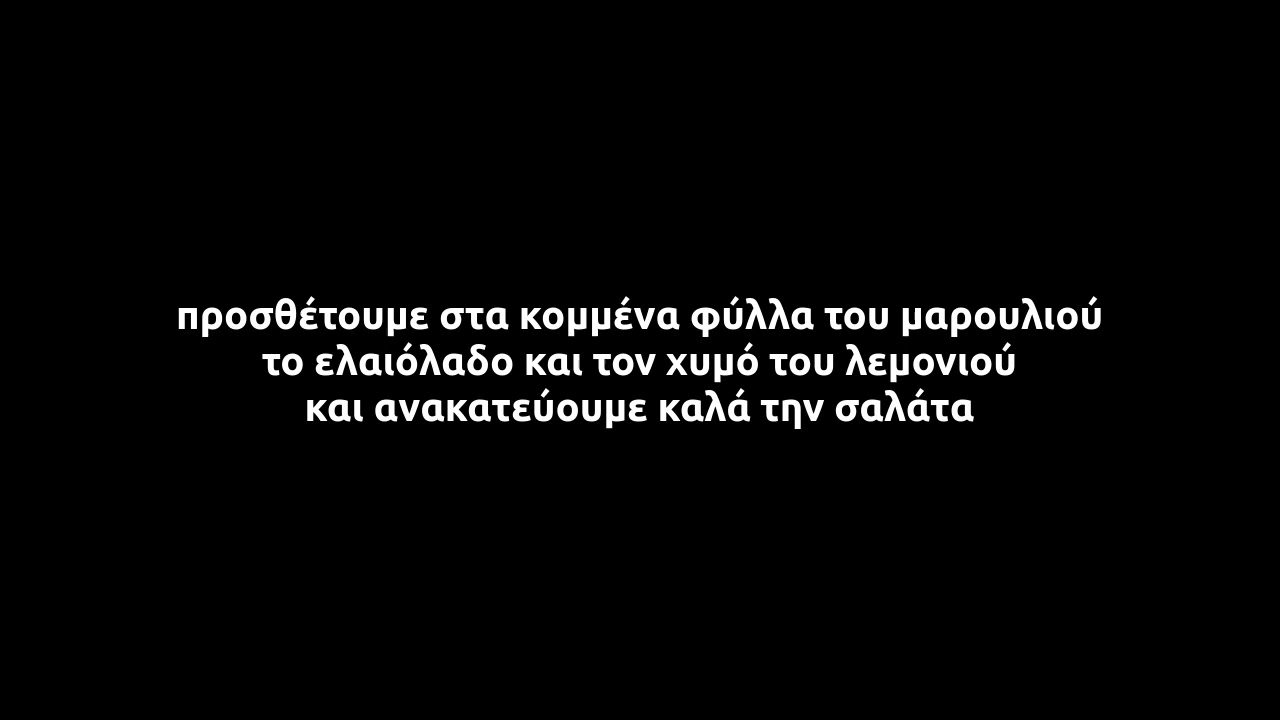 προσθέτουμε στα κομμένα φύλλα του μαρουλιού
το ελαιόλαδο και τον χυμό του λεμονιού
και ανακατεύουμε καλά την σαλάτα